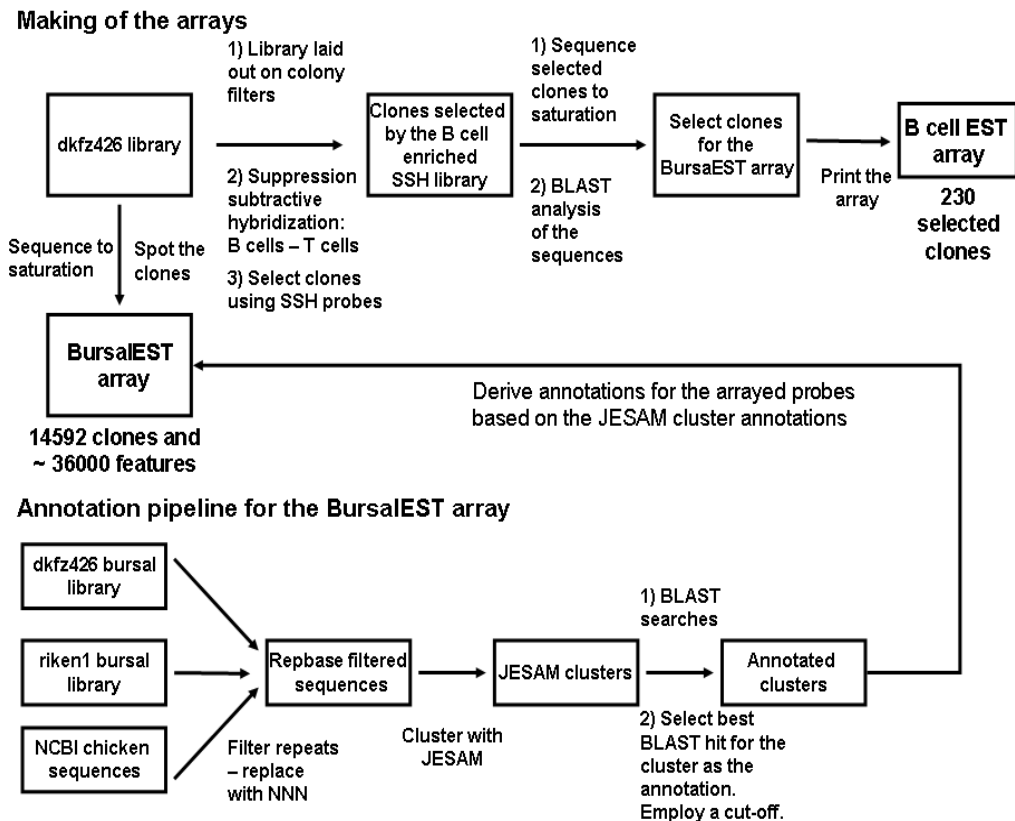 Making of the arrays
1) Library laid
out on colony
filters
1) Sequence
selected
clones to
saturation
dkfz426 library
Clones selected
by the B cell
enriched
SSH library
Select clones
for the
BursaEST array
B cell EST
array
2) Suppression
subtractive
hybridization:
B cells – T cells
2) BLAST
analysis
of the
sequences
Print the
array
230
selected
clones
Sequence to
saturation
Spot the
clones
3) Select clones
using SSH probes
BursalEST
array
Derive annotations for the arrayed probes
based on the JESAM cluster annotations
14592 clones and
~ 36000 features
Annotation pipeline for the BursalEST array
dkfz426 bursal
library
riken1 bursal
library
NCBI chicken
sequences
Repbase filtered
sequences
JESAM clusters
1) BLAST
searches
Annotated
clusters
Filter repeats
– replace
with NNN
Cluster with
JESAM
2) Select best
BLAST hit for the
cluster as the
annotation.
Employ a cut-off.